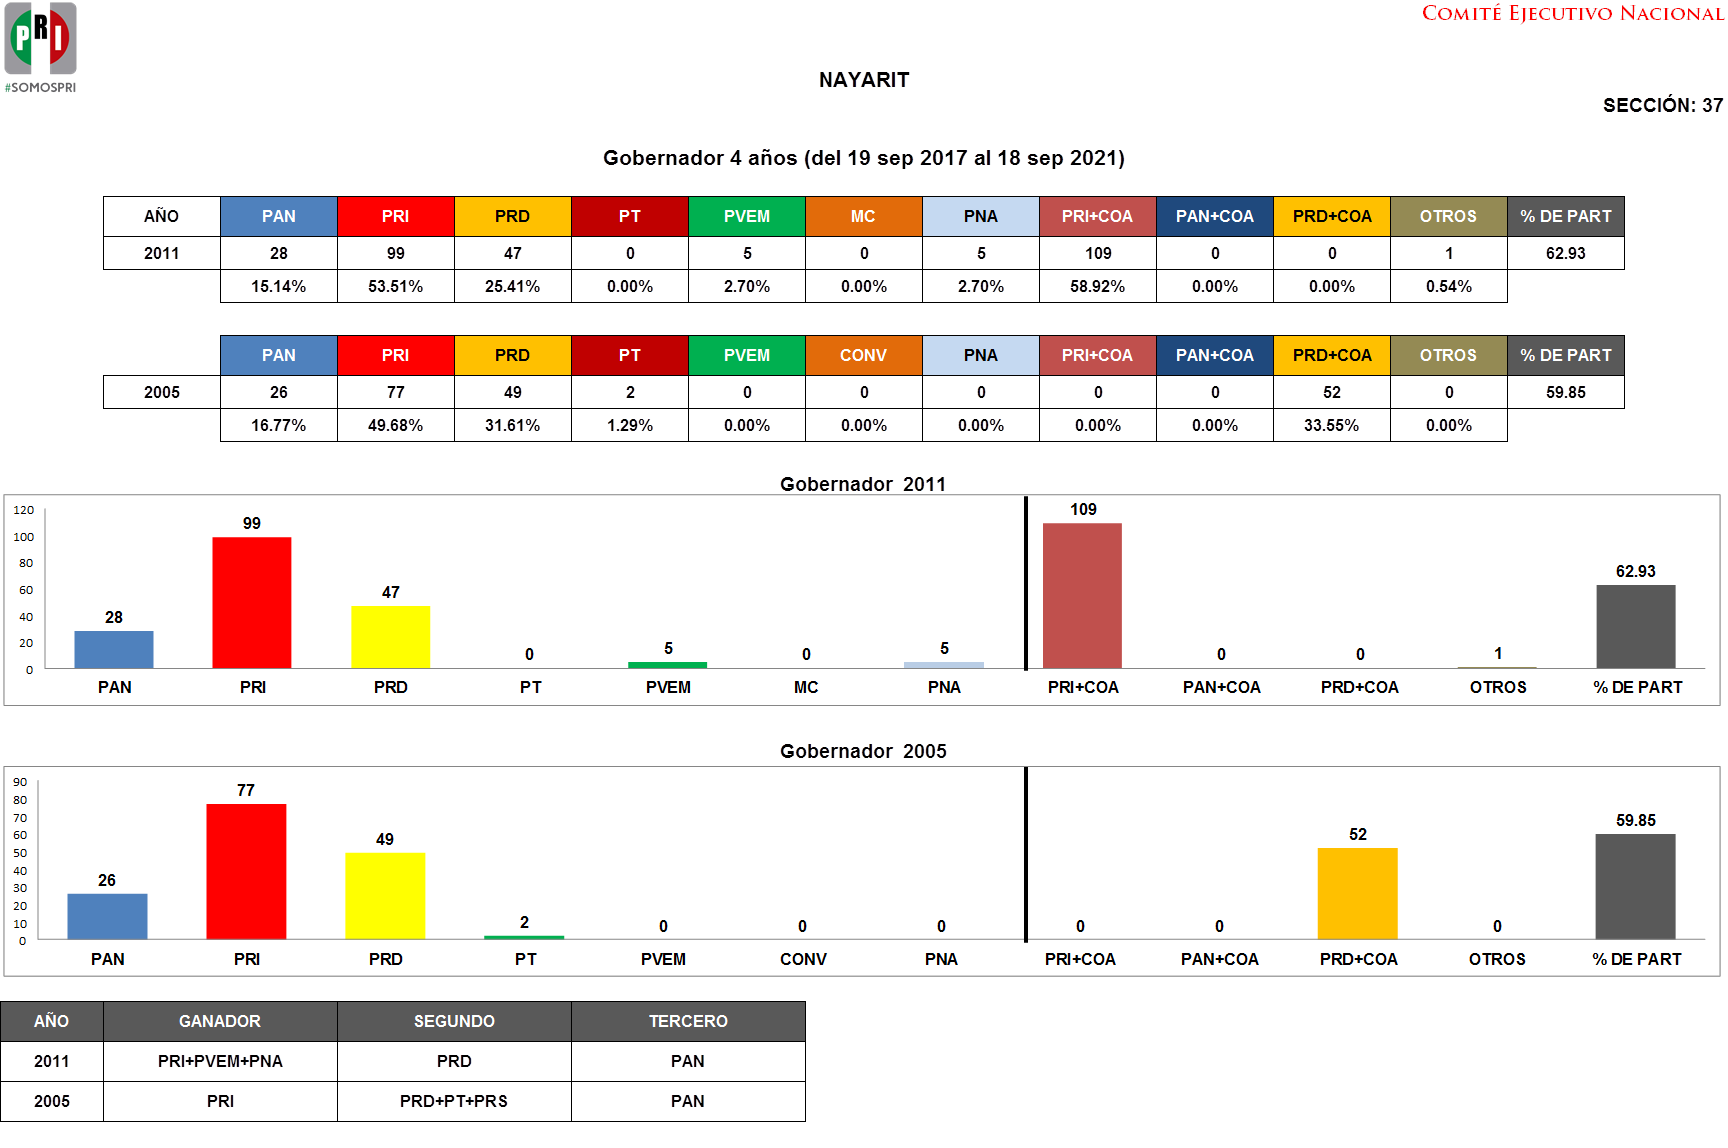 PRI
#SOMOSPRI
COMITÉ EJECUTIVO NACIONAL
NAYARIT
SECCIÓN: 37
Gobernador 4 años (del 19 sep 2017 al 18 sep 2021)
AÑO PAN PRI PRD PT PVEM MC PNA PRI+COA PAN+COA PRD+COA OTROS % DE PART
2011 28 99 47 0 5 0 5 109 0 0 1 62.93
15.14% 53.51% 25.41% 0.00% 2.70% 0.00% 2.70% 58.92% 0.00% 0.00% 0.54%
PAN PRI PRD PT PVEM CONV PNA PRI+COA PAN+COA PRD+COA OTROS % DE PART
2005 26 77 49 2 0 0 0 0 0 52 0 59.85
16.77% 49.68% 31.61% 1.29% 0.00% 0.00% 0.00% 0.00% 0.00% 33.55% 0.00%
Gobernador 2011
120
100
80
60
40
20
0
28 99 47 0 5 0 5 109 0 0 1 62.93
PAN PRI PRD PT PVEM MC PNA PRI+COA PAN+COA PRD+COA OTROS % DE PART
Gobernador 2005
90
80
70
60
50
40
30
20
10
0
26 77 49 2 0 0 0 0 0 52 0 59.85
PAN PRI PRD PT PVEM CONV PNA PRI+COA PAN+COA PRD+COA OTROS % DE PART
AÑO GANADOR SEGUNDO TERCERO
2011 PRI+PVEM+PNA PRD PAN
2005 PRI PRD+PT+PRS PAN